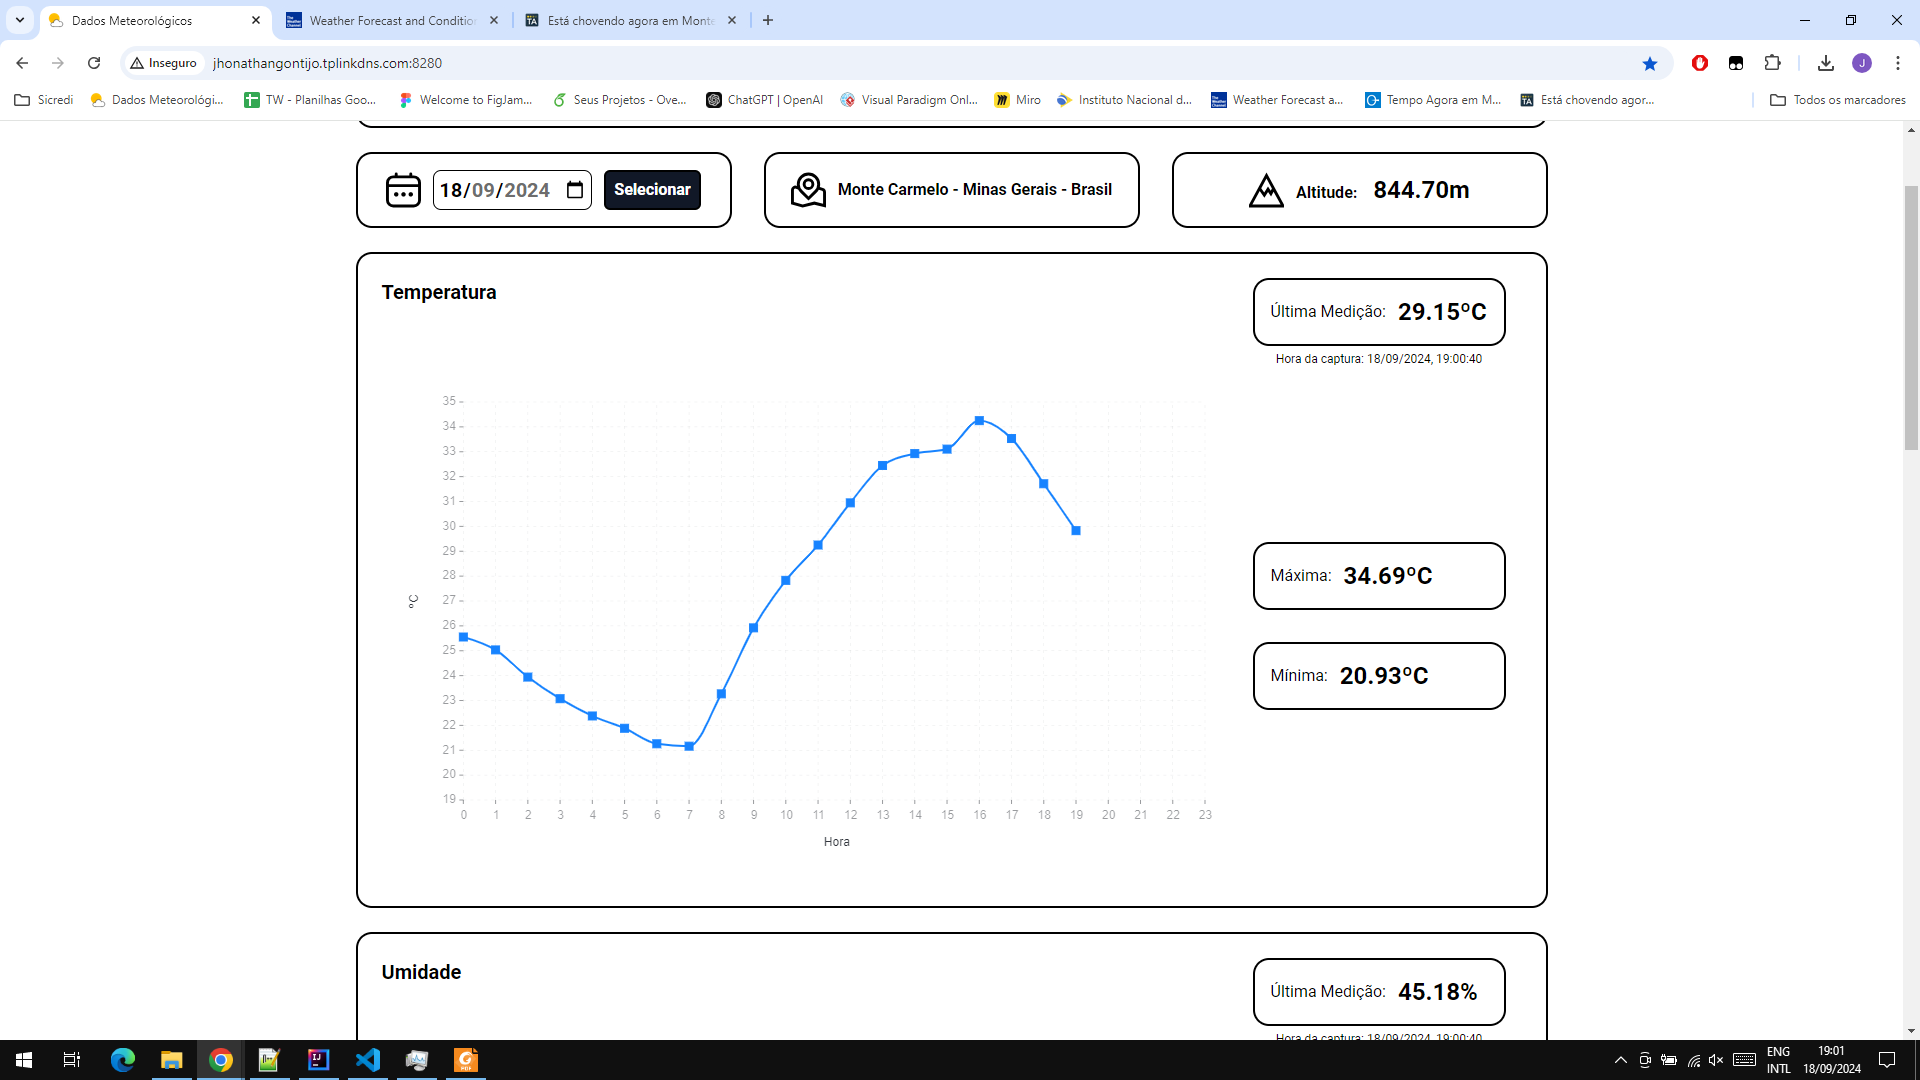 Dados Meteorológicos
Weather Forecast and Conditio
Está chovendo agora em Monte
Inseguro
jhonathangontijo.tplinkdns.com:8280
J
Sicredi
Dados Meteorológi...
TW - Planilhas Goo...
Welcome to FigJam...
Seus Projetos - Ove...
ChatGPT | OpenAI
Visual Paradigm Onl...
Miro
Instituto Nacional d...
Weather Forecast a...
Tempo Agora em M...
Está chovendo agor...
Todos os marcadores
18/09/2024
Selecionar
Monte Carmelo - Minas Gerais - Brasil
Altitude: 844.70m
Temperatura
Última Medição: 29.15ºC
Hora da captura: 18/09/2024, 19:00:40
35
34
33
32
31
30
29
28
27
26
25
24
23
22
21
20
19
ºC
0 1 2 3 4 5 6 7 8 9 10 11 12 13 14 15 16 17 18 19 20 21 22 23
Hora
Máxima: 34.69ºC
Mínima: 20.93ºC
Umidade
Última Medição: 45.18%
Hora da captura: 18/09/2024, 19:00:40
ENG
INTL
19:01
18/09/2024